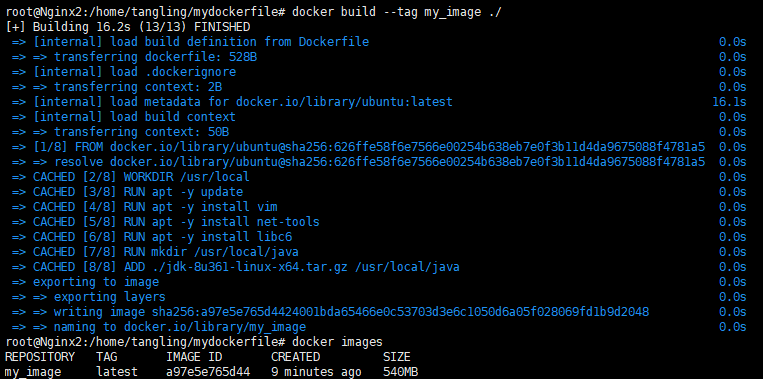 root@Nginx2:/home/tangling/mydockerfile# docker build --tag my_image ./
[+] Building 16.2s (13/13) FINISHED
=> [internal] load build definition from Dockerfile 0.0s
=> => transferring dockerfile: 528B 0.0s
=> [internal] load .dockerignore 0.0s
=> => transferring context: 2B 0.0s
=> [internal] load metadata for docker.io/library/ubuntu:latest 16.1s
=> [internal] load build context 0.0s
=> => transferring context: 50B 0.0s
=> [1/8] FROM docker.io/library/ubuntu@sha256:626ffe58f6e7566e00254b638eb7e0f3b11d4da9675088f4781a5 0.0s
=> => resolve docker.io/library/ubuntu@sha256:626ffe58f6e7566e00254b638eb7e0f3b11d4da9675088f4781a5 0.0s
=> CACHED [2/8] WORKDIR /usr/local 0.0s
=> CACHED [3/8] RUN apt -y update 0.0s
=> CACHED [4/8] RUN apt -y install vim 0.0s
=> CACHED [5/8] RUN apt -y install net-tools 0.0s
=> CACHED [6/8] RUN apt -y install libc6 0.0s
=> CACHED [7/8] RUN mkdir /usr/local/java 0.0s
=> CACHED [8/8] ADD ./jdk-8u361-linux-x64.tar.gz /usr/local/java 0.0s
=> exporting to image 0.0s
=> => exporting layers 0.0s
=> => writing image sha256:a97e5e765d4424001bda65466e0c53703d3e6c1050d6a05f028069fd1b9d2048 0.0s
=> => naming to docker.io/library/my_image 0.0s
root@Nginx2:/home/tangling/mydockerfile# docker images
REPOSITORY TAG IMAGE ID CREATED SIZE
my_image latest a97e5e765d44 9 minutes ago 540MB